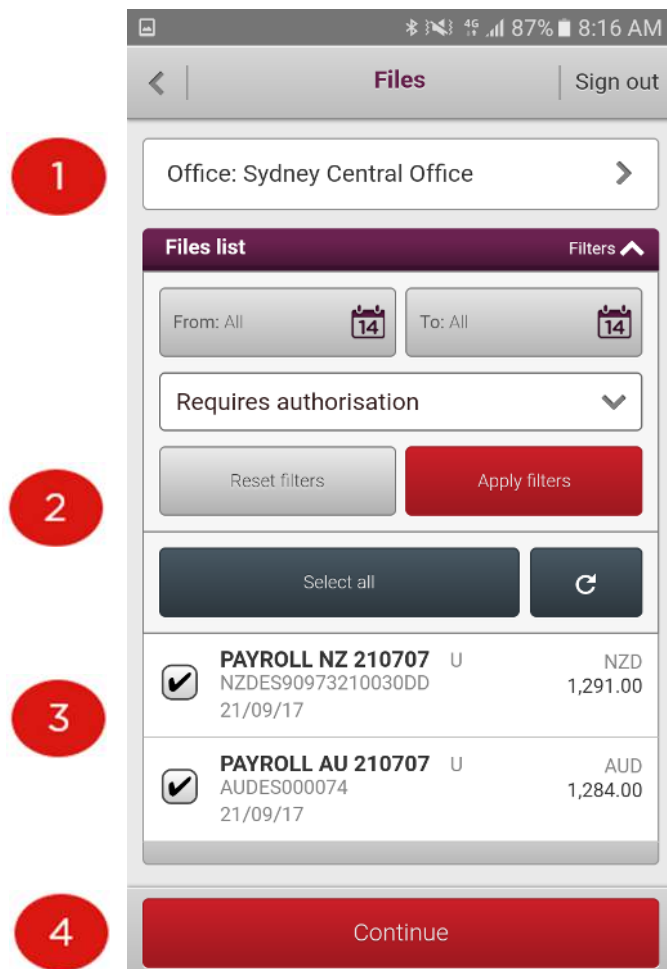 87% 8:16 AM
Files
Sign out
1
Office: Sydney Central Office
Files list
Filters
From: All
14
To: All
14
Requires authorisation
2
Reset filters
Apply filters
Select all
3
PAYROLL NZ 210707 U NZD
NZDES90973210030DD 1,291.00
21/09/17
PAYROLL AU 210707 U AUD
AUDES000074 1,284.00
21/09/17
4
Continue